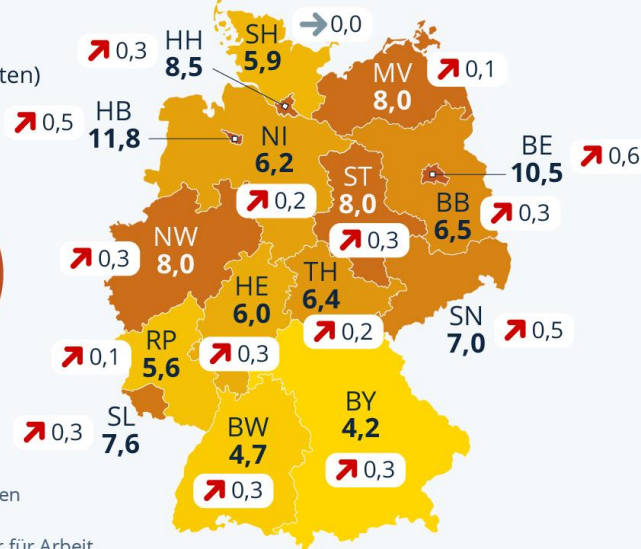 SH
5,9
0,0
HH
8,5
0,3
ten)
MV
8,0
0,1
HB
11,8
0,5
NI
6,2
0,2
BE
10,5
0,6
ST
8,0
0,3
BB
6,5
0,3
NW
8,0
0,3
HE
6,0
0,3
TH
6,4
0,2
SN
7,0
0,5
RP
5,6
0,1
SL
7,6
0,3
BW
4,7
0,3
BY
4,2
0,3
en
r für Arbeit